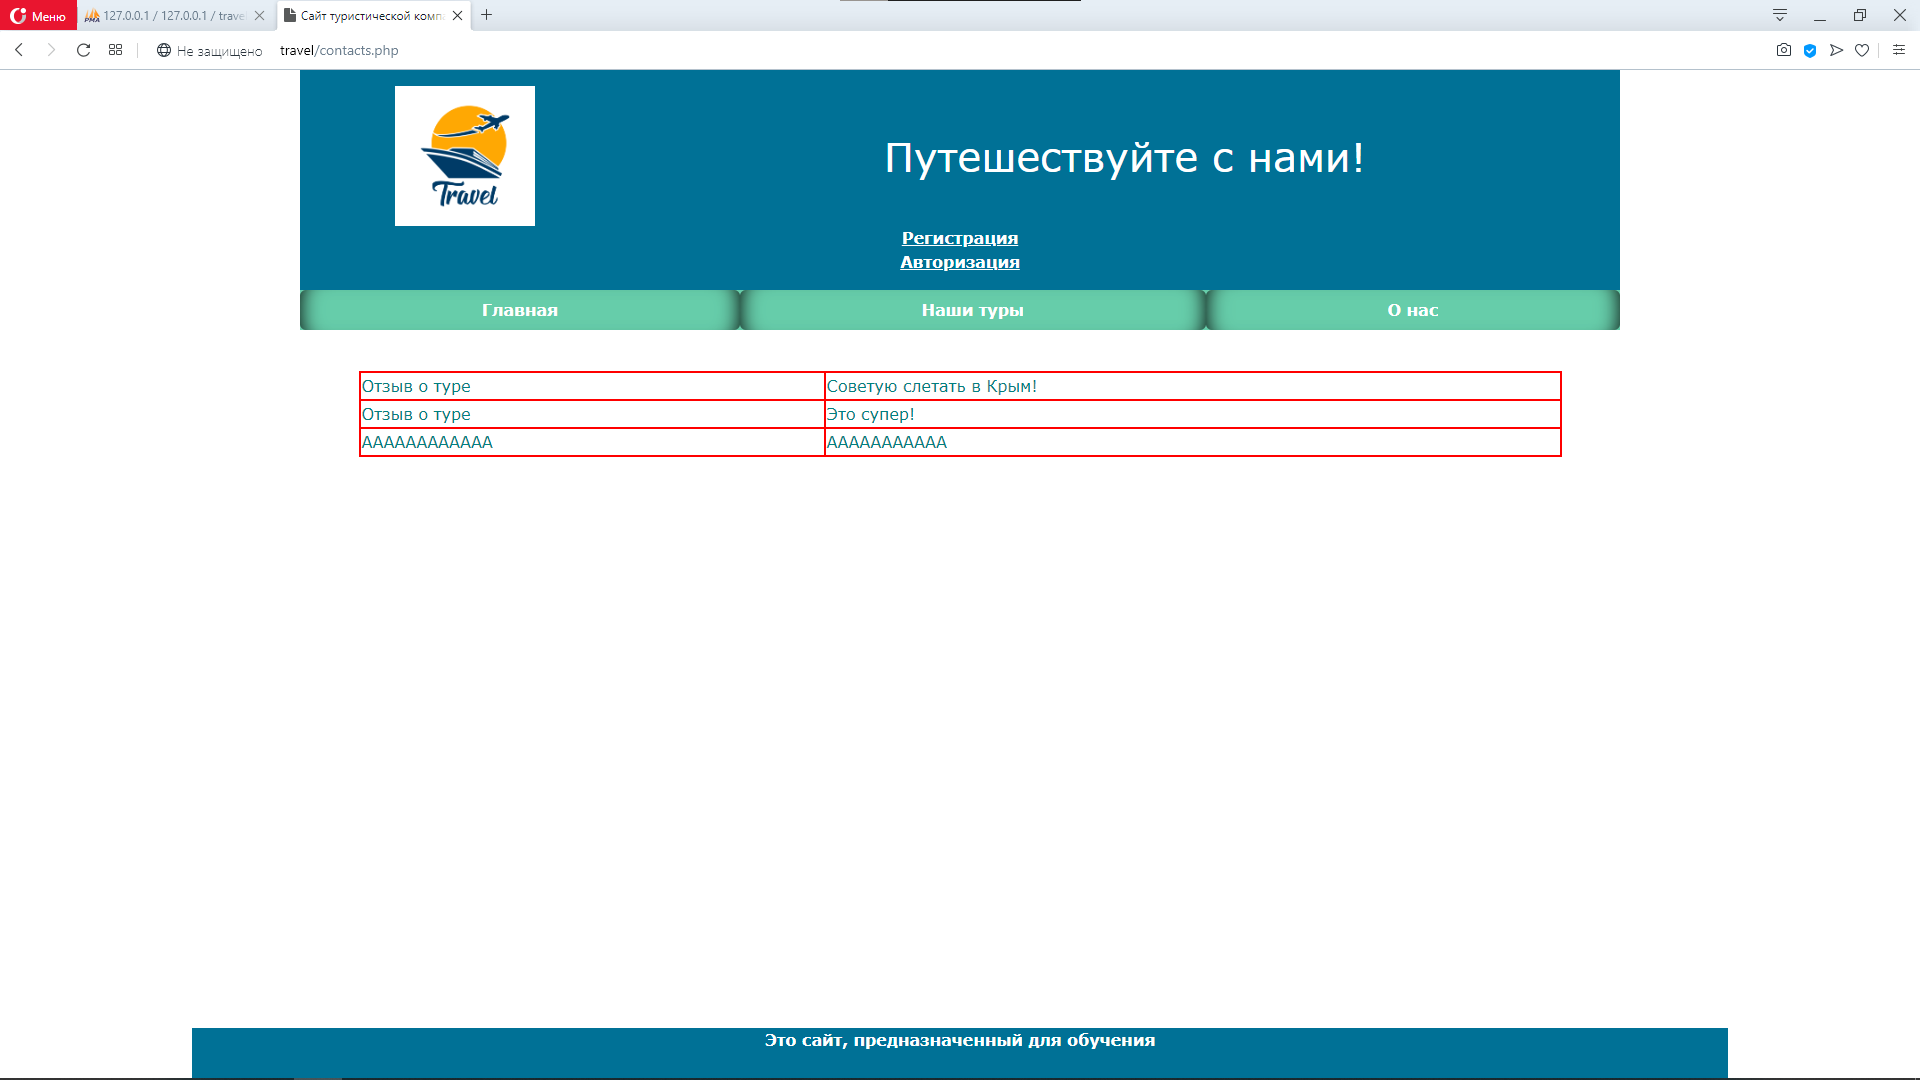 Меню 127.0.0.1 / 127.0.0.1 / trave Сайт туристической комп
Не защищено travel/contacts.php
Travel
Путешествуйте с нами!
Регистрация
Авторизация
Главная Наши туры О нас
Отзыв о туре Советую слетать в Крым!
Отзыв о туре Это супер!
АААААААААААА ААААААААААА
Это сайт, предназначенный для обучения